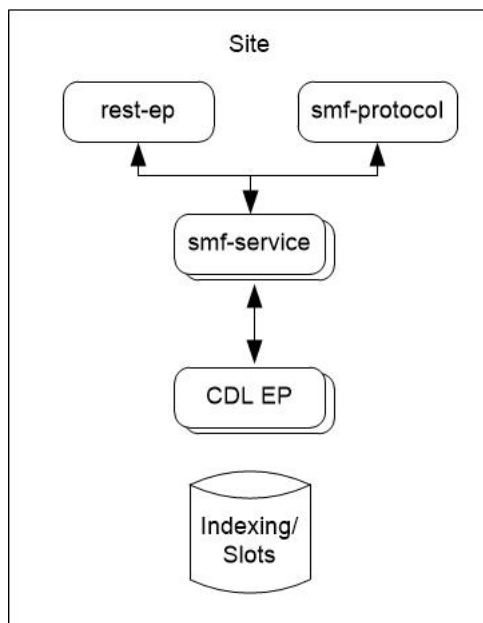 Site
rest-ep
smf-protocol
smf-service
CDL EP
Indexing/
Slots